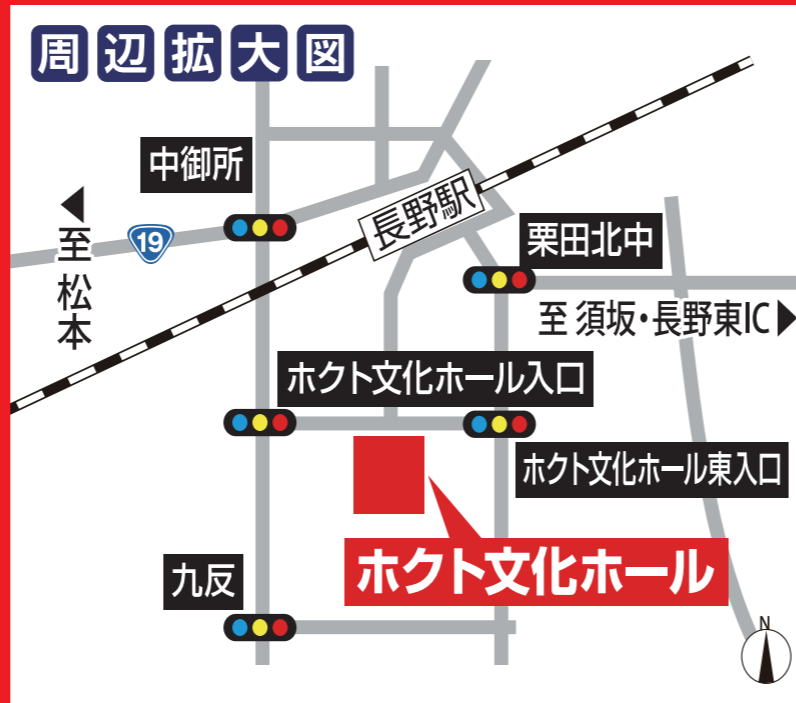 周辺拡大図
中御所
長野駅
19
至 松本
栗田北中
至 須坂・長野東IC
ホクト文化ホール入口
ホクト文化ホール東入口
ホクト文化ホール
九反
N